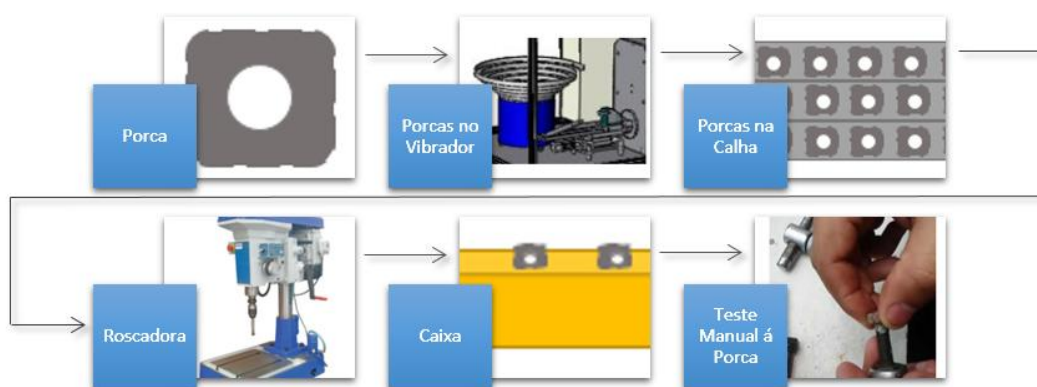 Porca
Porcas no
Vibrador
Porcas na
Calha
Roscadora
Caixa
Teste
Manual á
Porca